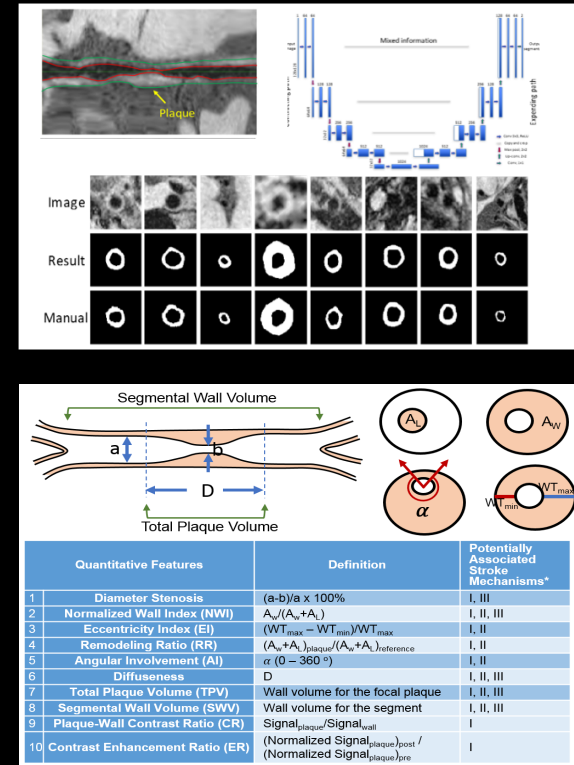 Plaque
Mixed information
Expending path
Image
Result
Manual
Segmental Wall Volume
a
b
D
Total Plaque Volume
A_L
A_W
α
WT_min
WT_max
Quantitative Features Definition Potentially Associated Stroke Mechanisms*
1 Diameter Stenosis (a-b)/a x 100% I, III
2 Normalized Wall Index (NWI) A_w/(A_w+A_L) I, II, III
3 Eccentricity Index (EI) (WT_max – WT_min)/WT_max I, II
4 Remodeling Ratio (RR) (A_w+A_L)_plaque/(A_w+A_L)_reference I, II
5 Angular Involvement (AI) α (0 – 360 °) I, II
6 Diffuseness D I, II, III
7 Total Plaque Volume (TPV) Wall volume for the focal plaque I, II, III
8 Segmental Wall Volume (SWV) Wall volume for the segment I, II, III
9 Plaque-Wall Contrast Ratio (CR) Signal_plaque/Signal_wall I
10 Contrast Enhancement Ratio (ER) (Normalized Signal_plaque)_post / (Normalized Signal_plaque)_pre I